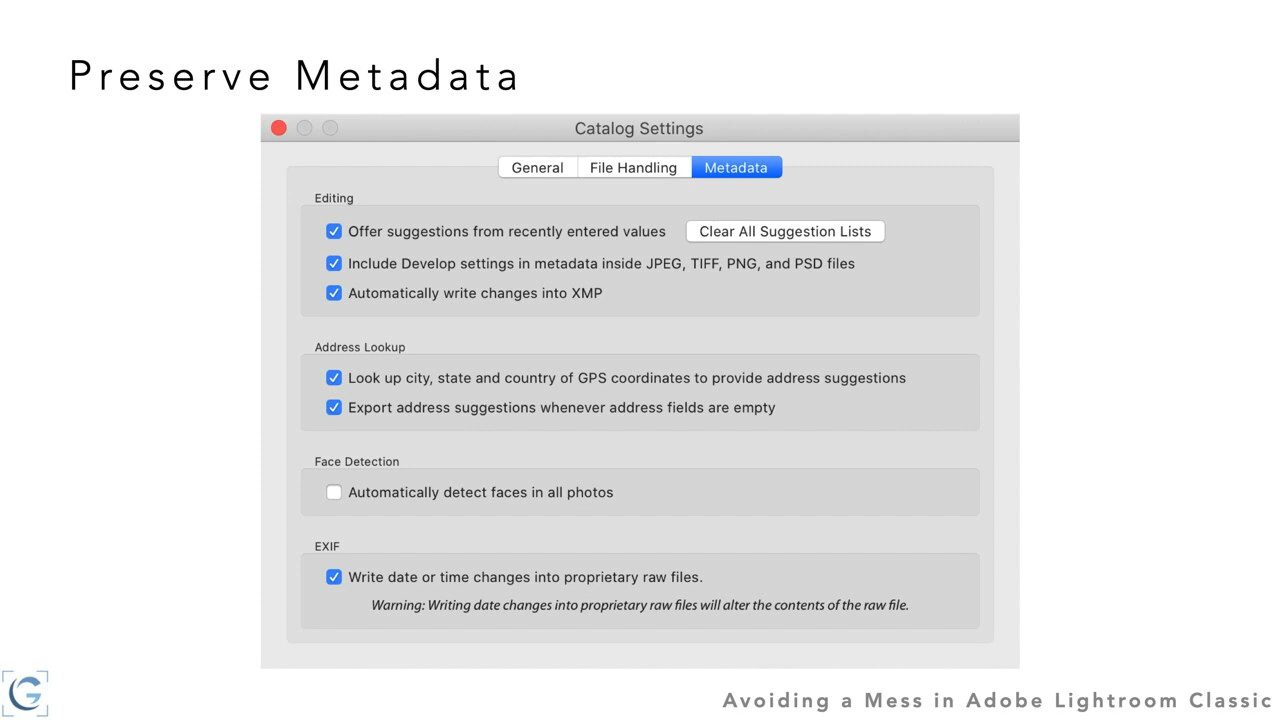 Preserve Metadata
Catalog Settings
General File Handling Metadata
Editing
Offer suggestions from recently entered values Clear All Suggestion Lists
Include Develop settings in metadata inside JPEG, TIFF, PNG, and PSD files
Automatically write changes into XMP
Address Lookup
Look up city, state and country of GPS coordinates to provide address suggestions
Export address suggestions whenever address fields are empty
Face Detection
Automatically detect faces in all photos
EXIF
Write date or time changes into proprietary raw files.
Warning: Writing date changes into proprietary raw files will alter the contents of the raw file.
G
Avoiding a Mess in Adobe Lightroom Classic